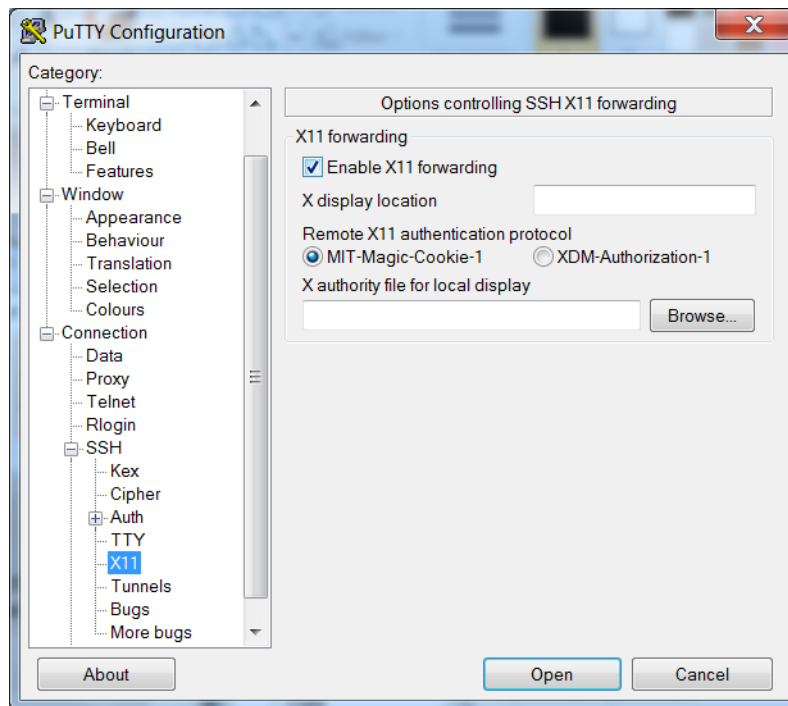 PuTTY Configuration
Category:
Terminal
Keyboard
Bell
Features
Window
Appearance
Behaviour
Translation
Selection
Colours
Connection
Data
Proxy
Telnet
Rlogin
SSH
Kex
Cipher
Auth
TTY
X11
Tunnels
Bugs
More bugs
Options controlling SSH X11 forwarding
X11 forwarding
Enable X11 forwarding
X display location
Remote X11 authentication protocol
MIT-Magic-Cookie-1 XDM-Authorization-1
X authority file for local display
Browse...
About Open Cancel